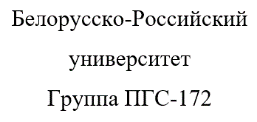 Белорусско-Российский
университет
Группа ПГС-172